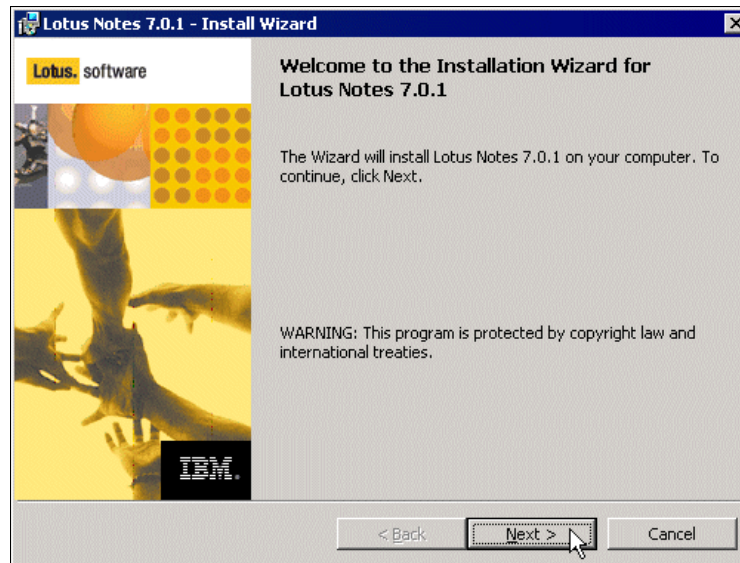 Lotus Notes 7.0.1 - Install Wizard
Lotus. software
Welcome to the Installation Wizard for
Lotus Notes 7.0.1
The Wizard will install Lotus Notes 7.0.1 on your computer. To
continue, click Next.
WARNING: This program is protected by copyright law and
international treaties.
IBM.
< Back
Next >
Cancel